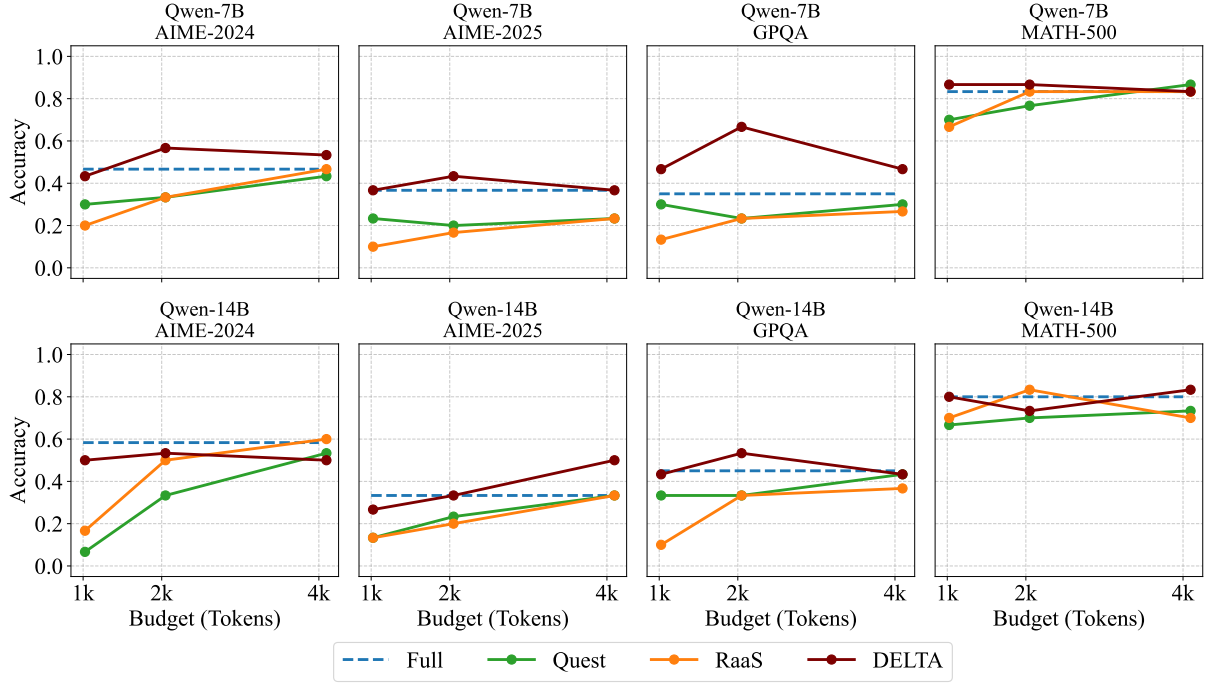 Qwen-7B
AIME-2024
Qwen-7B
AIME-2025
Qwen-7B
GPQA
Qwen-7B
MATH-500
Accuracy
1.0
0.8
0.6
0.4
0.2
0.0
Qwen-14B
AIME-2024
Qwen-14B
AIME-2025
Qwen-14B
GPQA
Qwen-14B
MATH-500
Accuracy
1.0
0.8
0.6
0.4
0.2
0.0
1k 2k 4k
1k 2k 4k
1k 2k 4k
1k 2k 4k
Budget (Tokens)
Budget (Tokens)
Budget (Tokens)
Budget (Tokens)
Full Quest RaaS DELTA